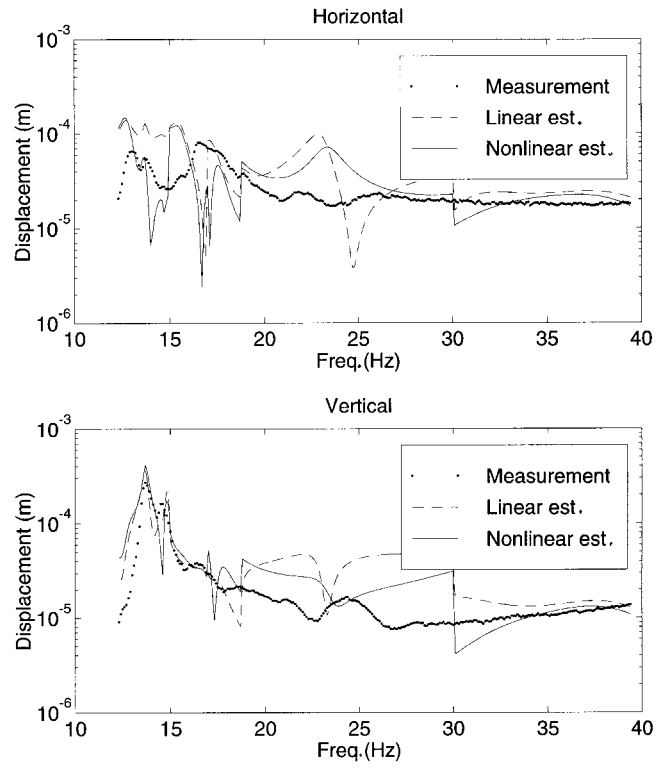 Horizontal
10^-3
10^-4
10^-5
10^-6
Displacement (m)
Measurement
Linear est.
Nonlinear est.
10 15 20 25 30 35 40
Freq.(Hz)
Vertical
10^-3
10^-4
10^-5
10^-6
Displacement (m)
Measurement
Linear est.
Nonlinear est.
10 15 20 25 30 35 40
Freq.(Hz)